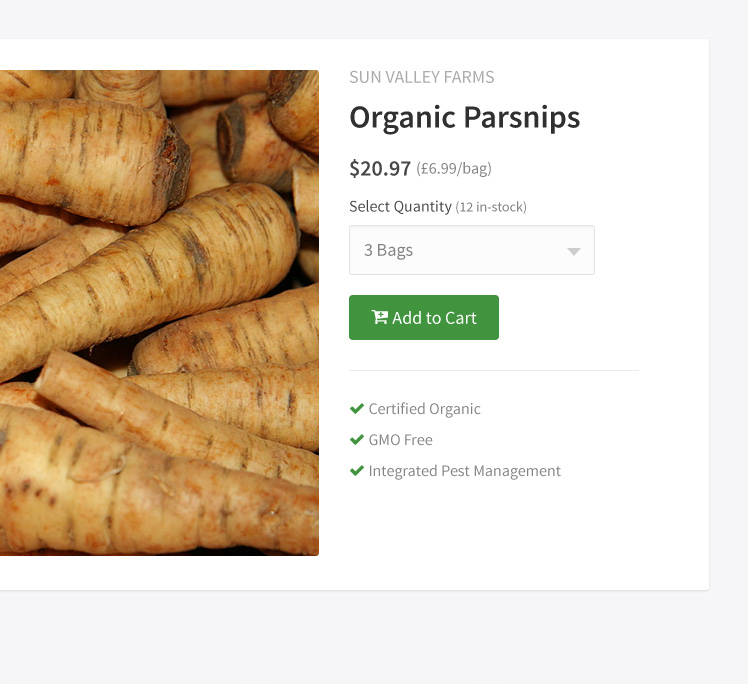 SUN VALLEY FARMS
Organic Parsnips
$20.97 (£6.99/bag)
Select Quantity (12 in-stock)
3 Bags
Add to Cart
Certified Organic
GMO Free
Integrated Pest Management